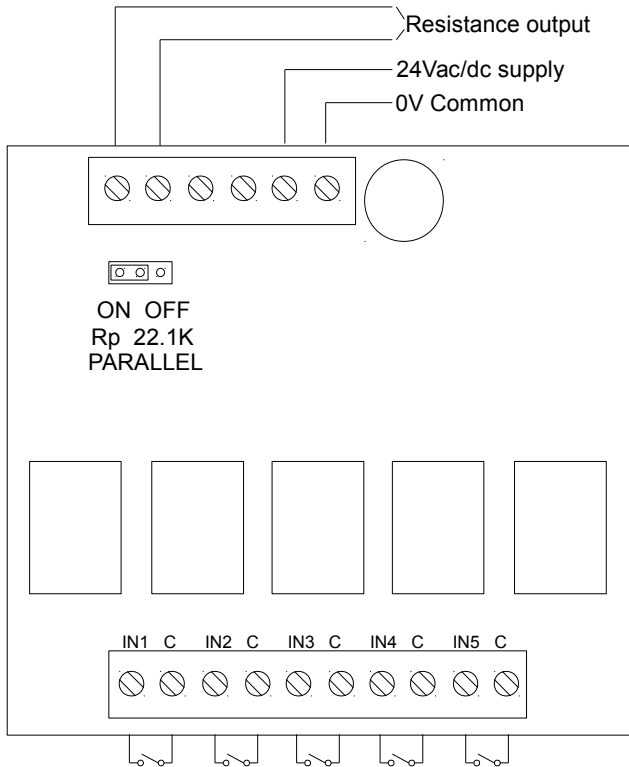 Resistance output
24Vac/dc supply
0V Common
ON OFF
Rp 22.1K
PARALLEL
IN1 C IN2 C IN3 C IN4 C IN5 C